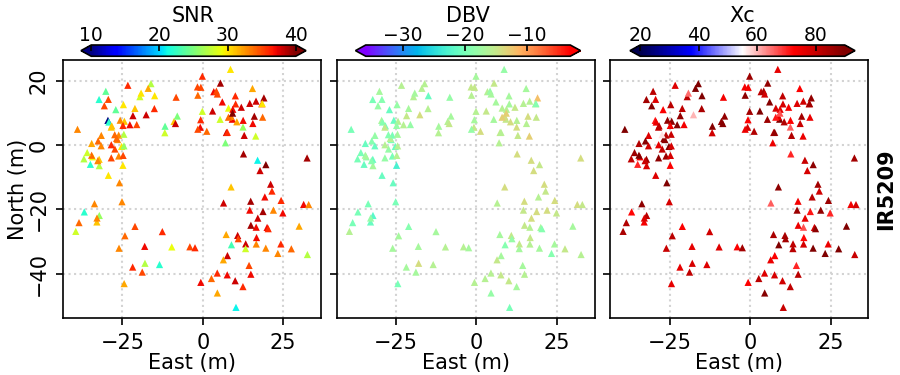 SNR DBV Xc
10 20 30 40 −30 −20 −10 20 40 60 80
20
0
−20
−40
North (m)
−25 0 25 −25 0 25 −25 0 25
East (m) East (m) East (m)
IR5209